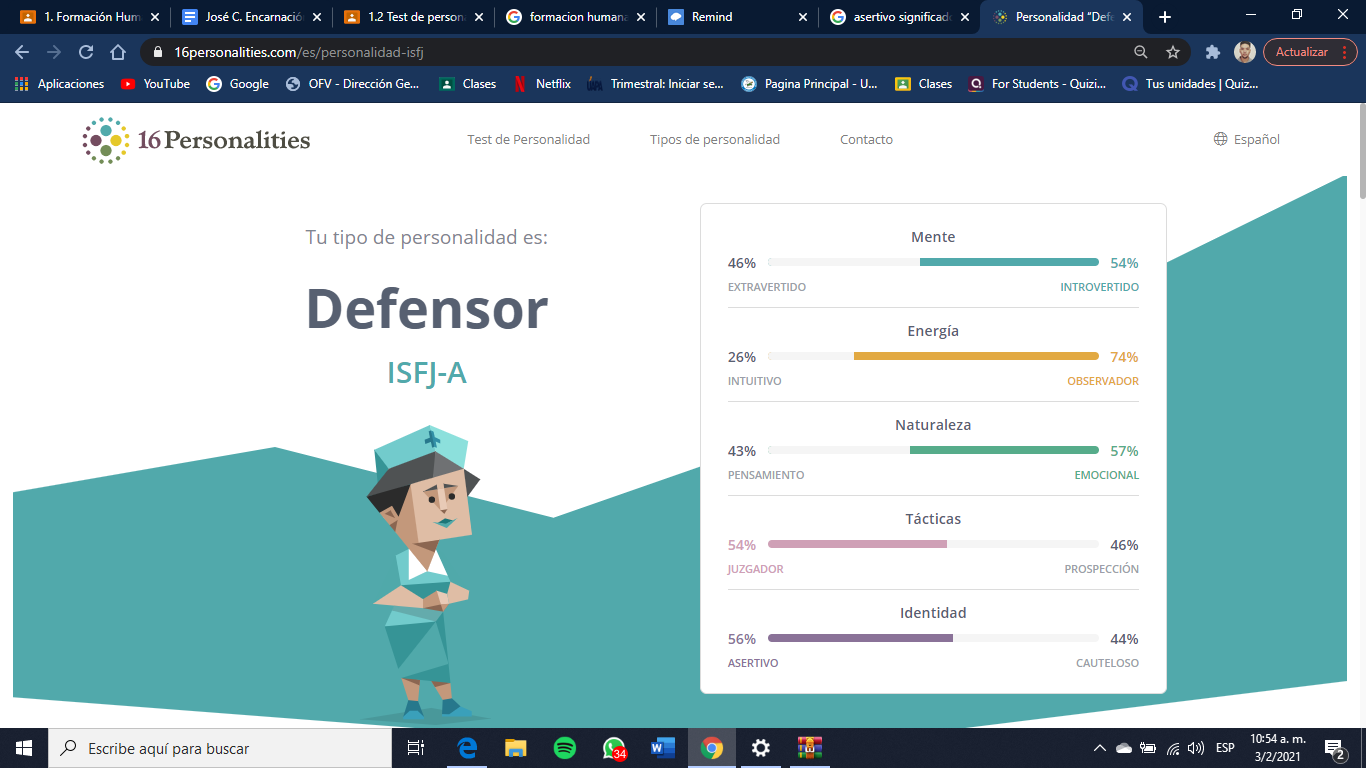 1. Formación Hum
José C. Encarnació
1.2 Test de person
formacion humana
Remind
asertivo significado
Personalidad “Defe
16personalities.com/es/personalidad-isfj
Actualizar
Aplicaciones
YouTube
Google
OFV - Dirección Ge...
Clases
Netflix
Trimestral: Iniciar se...
Pagina Principal - U...
Clases
For Students - Quizi...
Tus unidades | Quiz...
16Personalities
Test de Personalidad
Tipos de personalidad
Contacto
Español
Tu tipo de personalidad es:
Defensor
ISFJ-A
Mente
46% 54%
EXTRAVERTIDO INTROVERTIDO
Energía
26% 74%
INTUITIVO OBSERVADOR
Naturaleza
43% 57%
PENSAMIENTO EMOCIONAL
Tácticas
54% 46%
JUZGADOR PROSPECCIÓN
Identidad
56% 44%
ASERTIVO CAUTELOSO
Escribe aquí para buscar
34
ESP
10:54 a. m.
3/2/2021
2